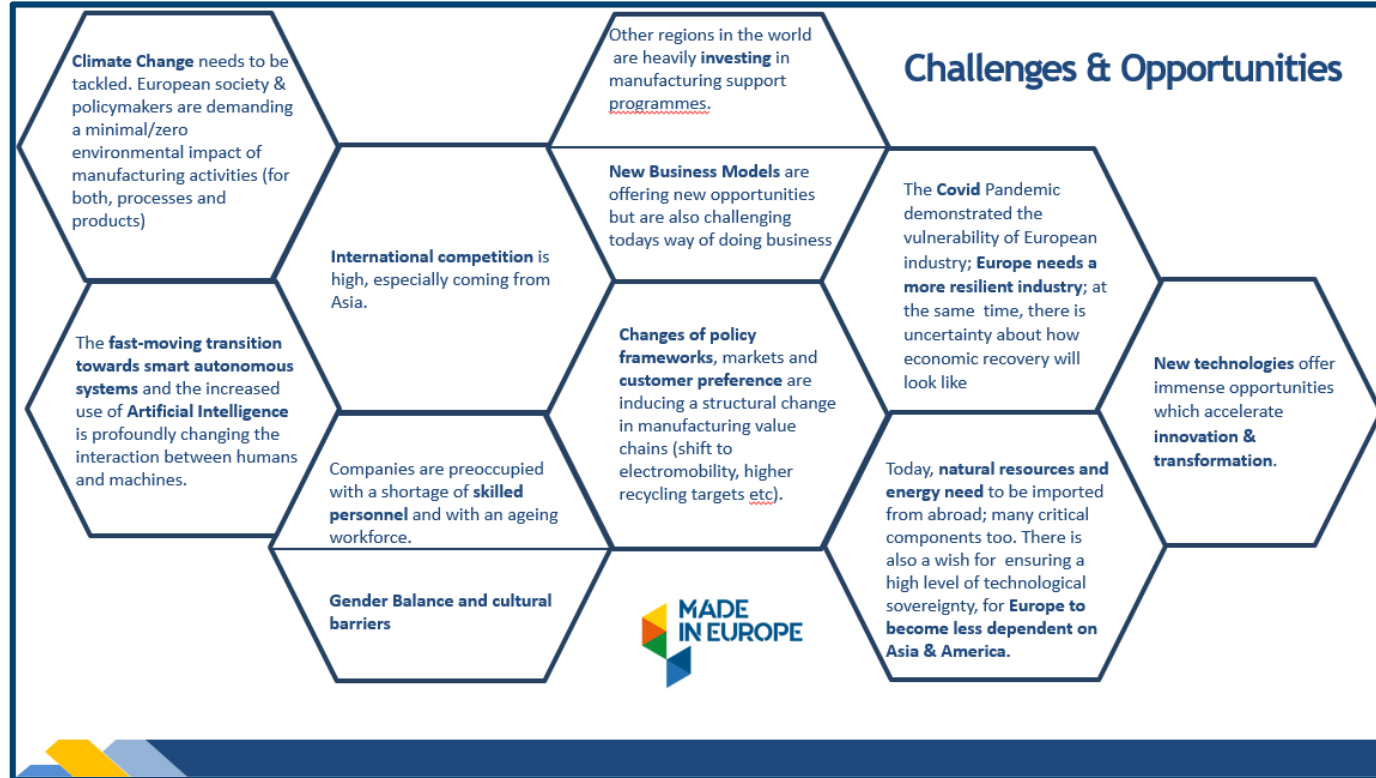 Challenges & Opportunities
Climate Change needs to be
tackled. European society &
policymakers are demanding
a minimal/zero
environmental impact of
manufacturing activities (for
both, processes and
products)
Other regions in the world
are heavily investing in
manufacturing support
programmes.
New Business Models are
offering new opportunities
but are also challenging
todays way of doing business
International competition is
high, especially coming from
Asia.
The Covid Pandemic
demonstrated the
vulnerability of European
industry; Europe needs a
more resilient industry; at
the same time, there is
uncertainty about how
economic recovery will
look like
The fast-moving transition
towards smart autonomous
systems and the increased
use of Artificial Intelligence
is profoundly changing the
interaction between humans
and machines.
Changes of policy
frameworks, markets and
customer preference are
inducing a structural change
in manufacturing value
chains (shift to
electromobility, higher
recycling targets etc).
New technologies offer
immense opportunities
which accelerate
innovation &
transformation.
Companies are preoccupied
with a shortage of skilled
personnel and with an ageing
workforce.
Gender Balance and cultural
barriers
Today, natural resources and
energy need to be imported
from abroad; many critical
components too. There is
also a wish for ensuring a
high level of technological
sovereignty, for Europe to
become less dependent on
Asia & America.
MADE
IN EUROPE